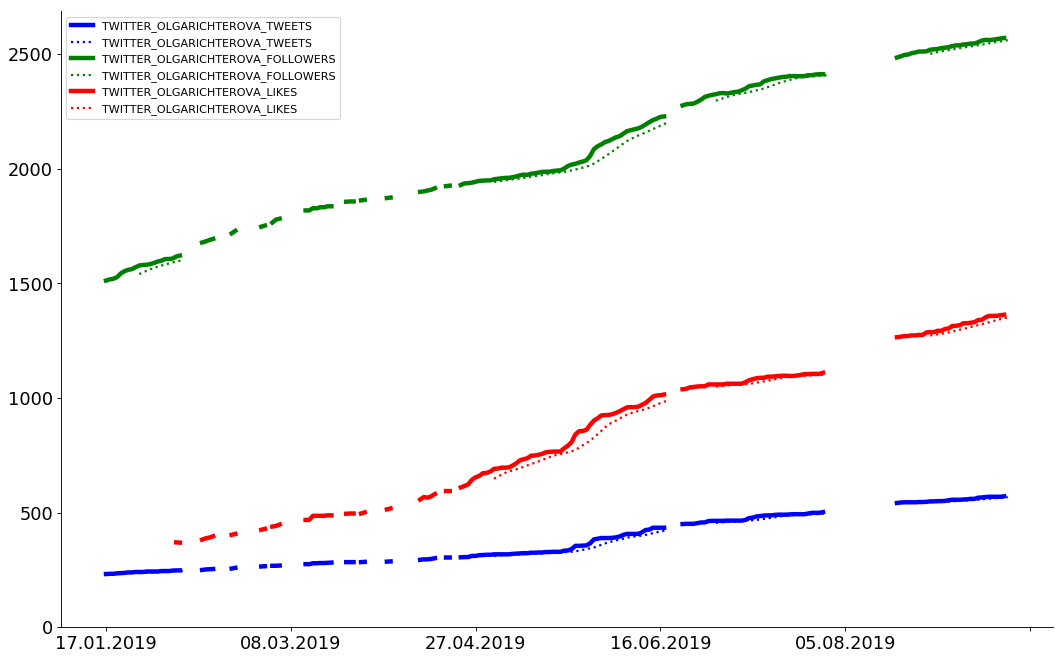 TWITTER_OLGARICHTEROVA_TWEETS
TWITTER_OLGARICHTEROVA_TWEETS
TWITTER_OLGARICHTEROVA_FOLLOWERS
TWITTER_OLGARICHTEROVA_FOLLOWERS
TWITTER_OLGARICHTEROVA_LIKES
TWITTER_OLGARICHTEROVA_LIKES
2500
2000
1500
1000
500
0
17.01.2019 08.03.2019 27.04.2019 16.06.2019 05.08.2019